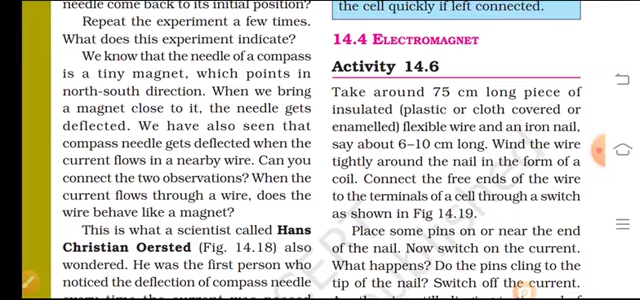 needle come back to its initial position?
Repeat the experiment a few times.
What does this experiment indicate?
We know that the needle of a compass
is a tiny magnet, which points in
north-south direction. When we bring
a magnet close to it, the needle gets
deflected. We have also seen that
compass needle gets deflected when the
current flows in a nearby wire. Can you
connect the two observations? When the
current flows through a wire, does the
wire behave like a magnet?
This is what a scientist called Hans
Christian Oersted (Fig. 14.18) also
wondered. He was the first person who
noticed the deflection of compass needle
every time the current was passed
the cell quickly if left connected.
14.4 ELECTROMAGNET
Activity 14.6
Take around 75 cm long piece of
insulated (plastic or cloth covered or
enamelled) flexible wire and an iron nail,
say about 6–10 cm long. Wind the wire
tightly around the nail in the form of a
coil. Connect the free ends of the wire
to the terminals of a cell through a switch
as shown in Fig 14.19.
Place some pins on or near the end
of the nail. Now switch on the current.
What happens? Do the pins cling to the
tip of the nail? Switch off the current.